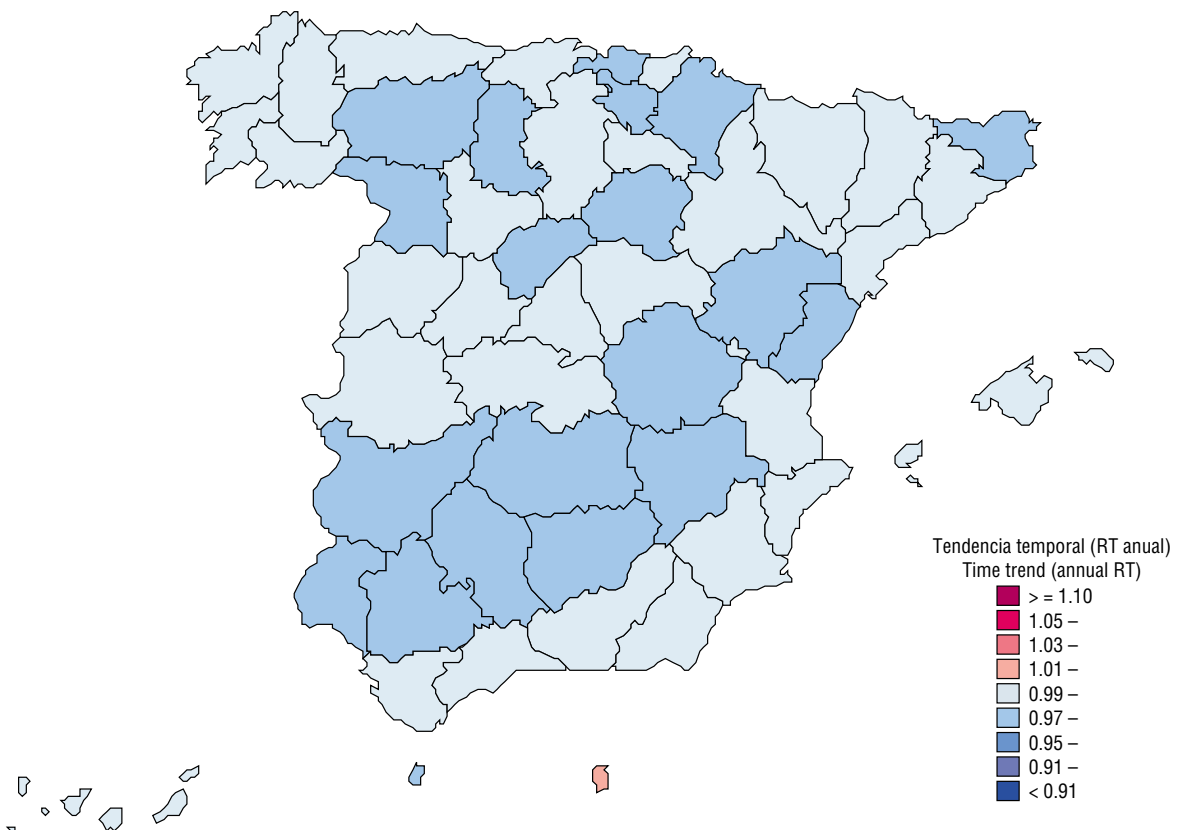 Tendencia temporal (RT anual)
Time trend (annual RT)
> = 1.10
1.05 –
1.03 –
1.01 –
0.99 –
0.97 –
0.95 –
0.91 –
< 0.91